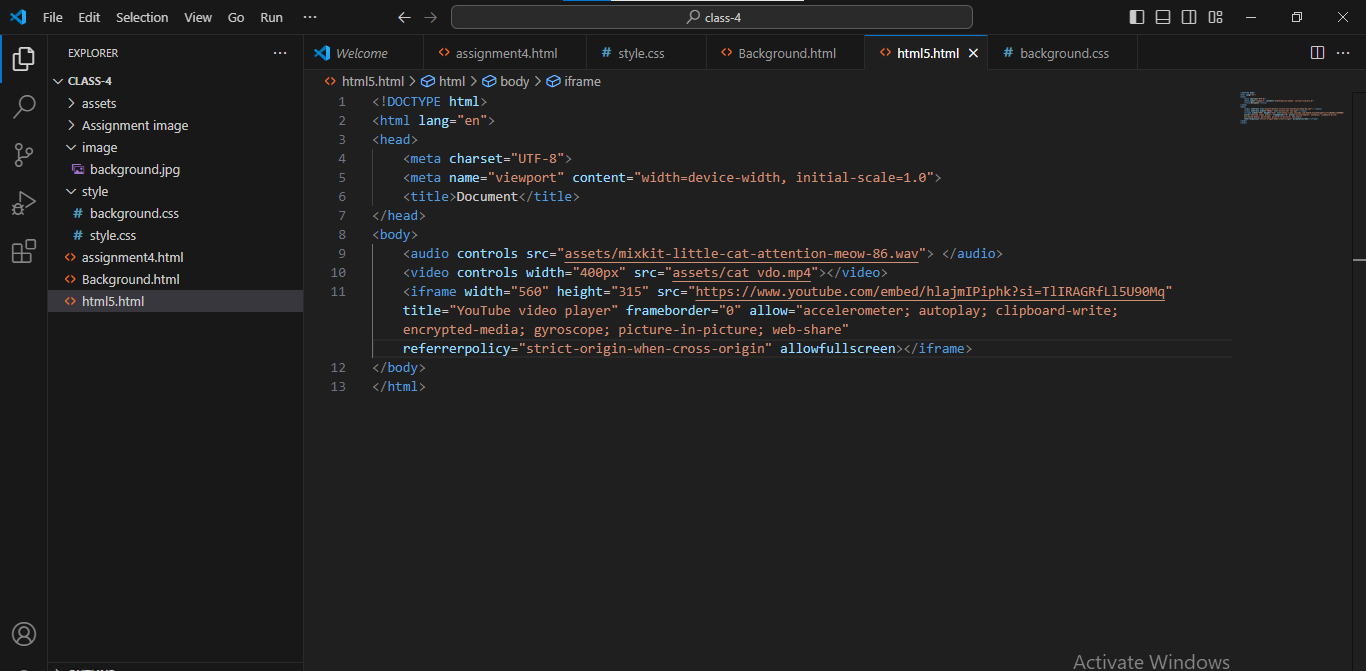 File Edit Selection View Go Run ··· class-4
EXPLORER ···
CLASS-4
assets
Assignment image
image
background.jpg
style
# background.css
# style.css
<> assignment4.html
<> Background.html
<> html5.html
Welcome <> assignment4.html # style.css <> Background.html <> html5.html # background.css ···
<> html5.html > html > body > iframe
1 <!DOCTYPE html>
2 <html lang="en">
3 <head>
4 <meta charset="UTF-8">
5 <meta name="viewport" content="width=device-width, initial-scale=1.0">
6 <title>Document</title>
7 </head>
8 <body>
9 <audio controls src="assets/mixkit-little-cat-attention-meow-86.wav"> </audio>
10 <video controls width="400px" src="assets/cat vdo.mp4"></video>
11 <iframe width="560" height="315" src="https://www.youtube.com/embed/hlajmIPiphk?si=TlIRAGRfLl5U90Mq"
title="YouTube video player" frameborder="0" allow="accelerometer; autoplay; clipboard-write;
encrypted-media; gyroscope; picture-in-picture; web-share"
referrerpolicy="strict-origin-when-cross-origin" allowfullscreen></iframe>
12 </body>
13 </html>
Activate Windows